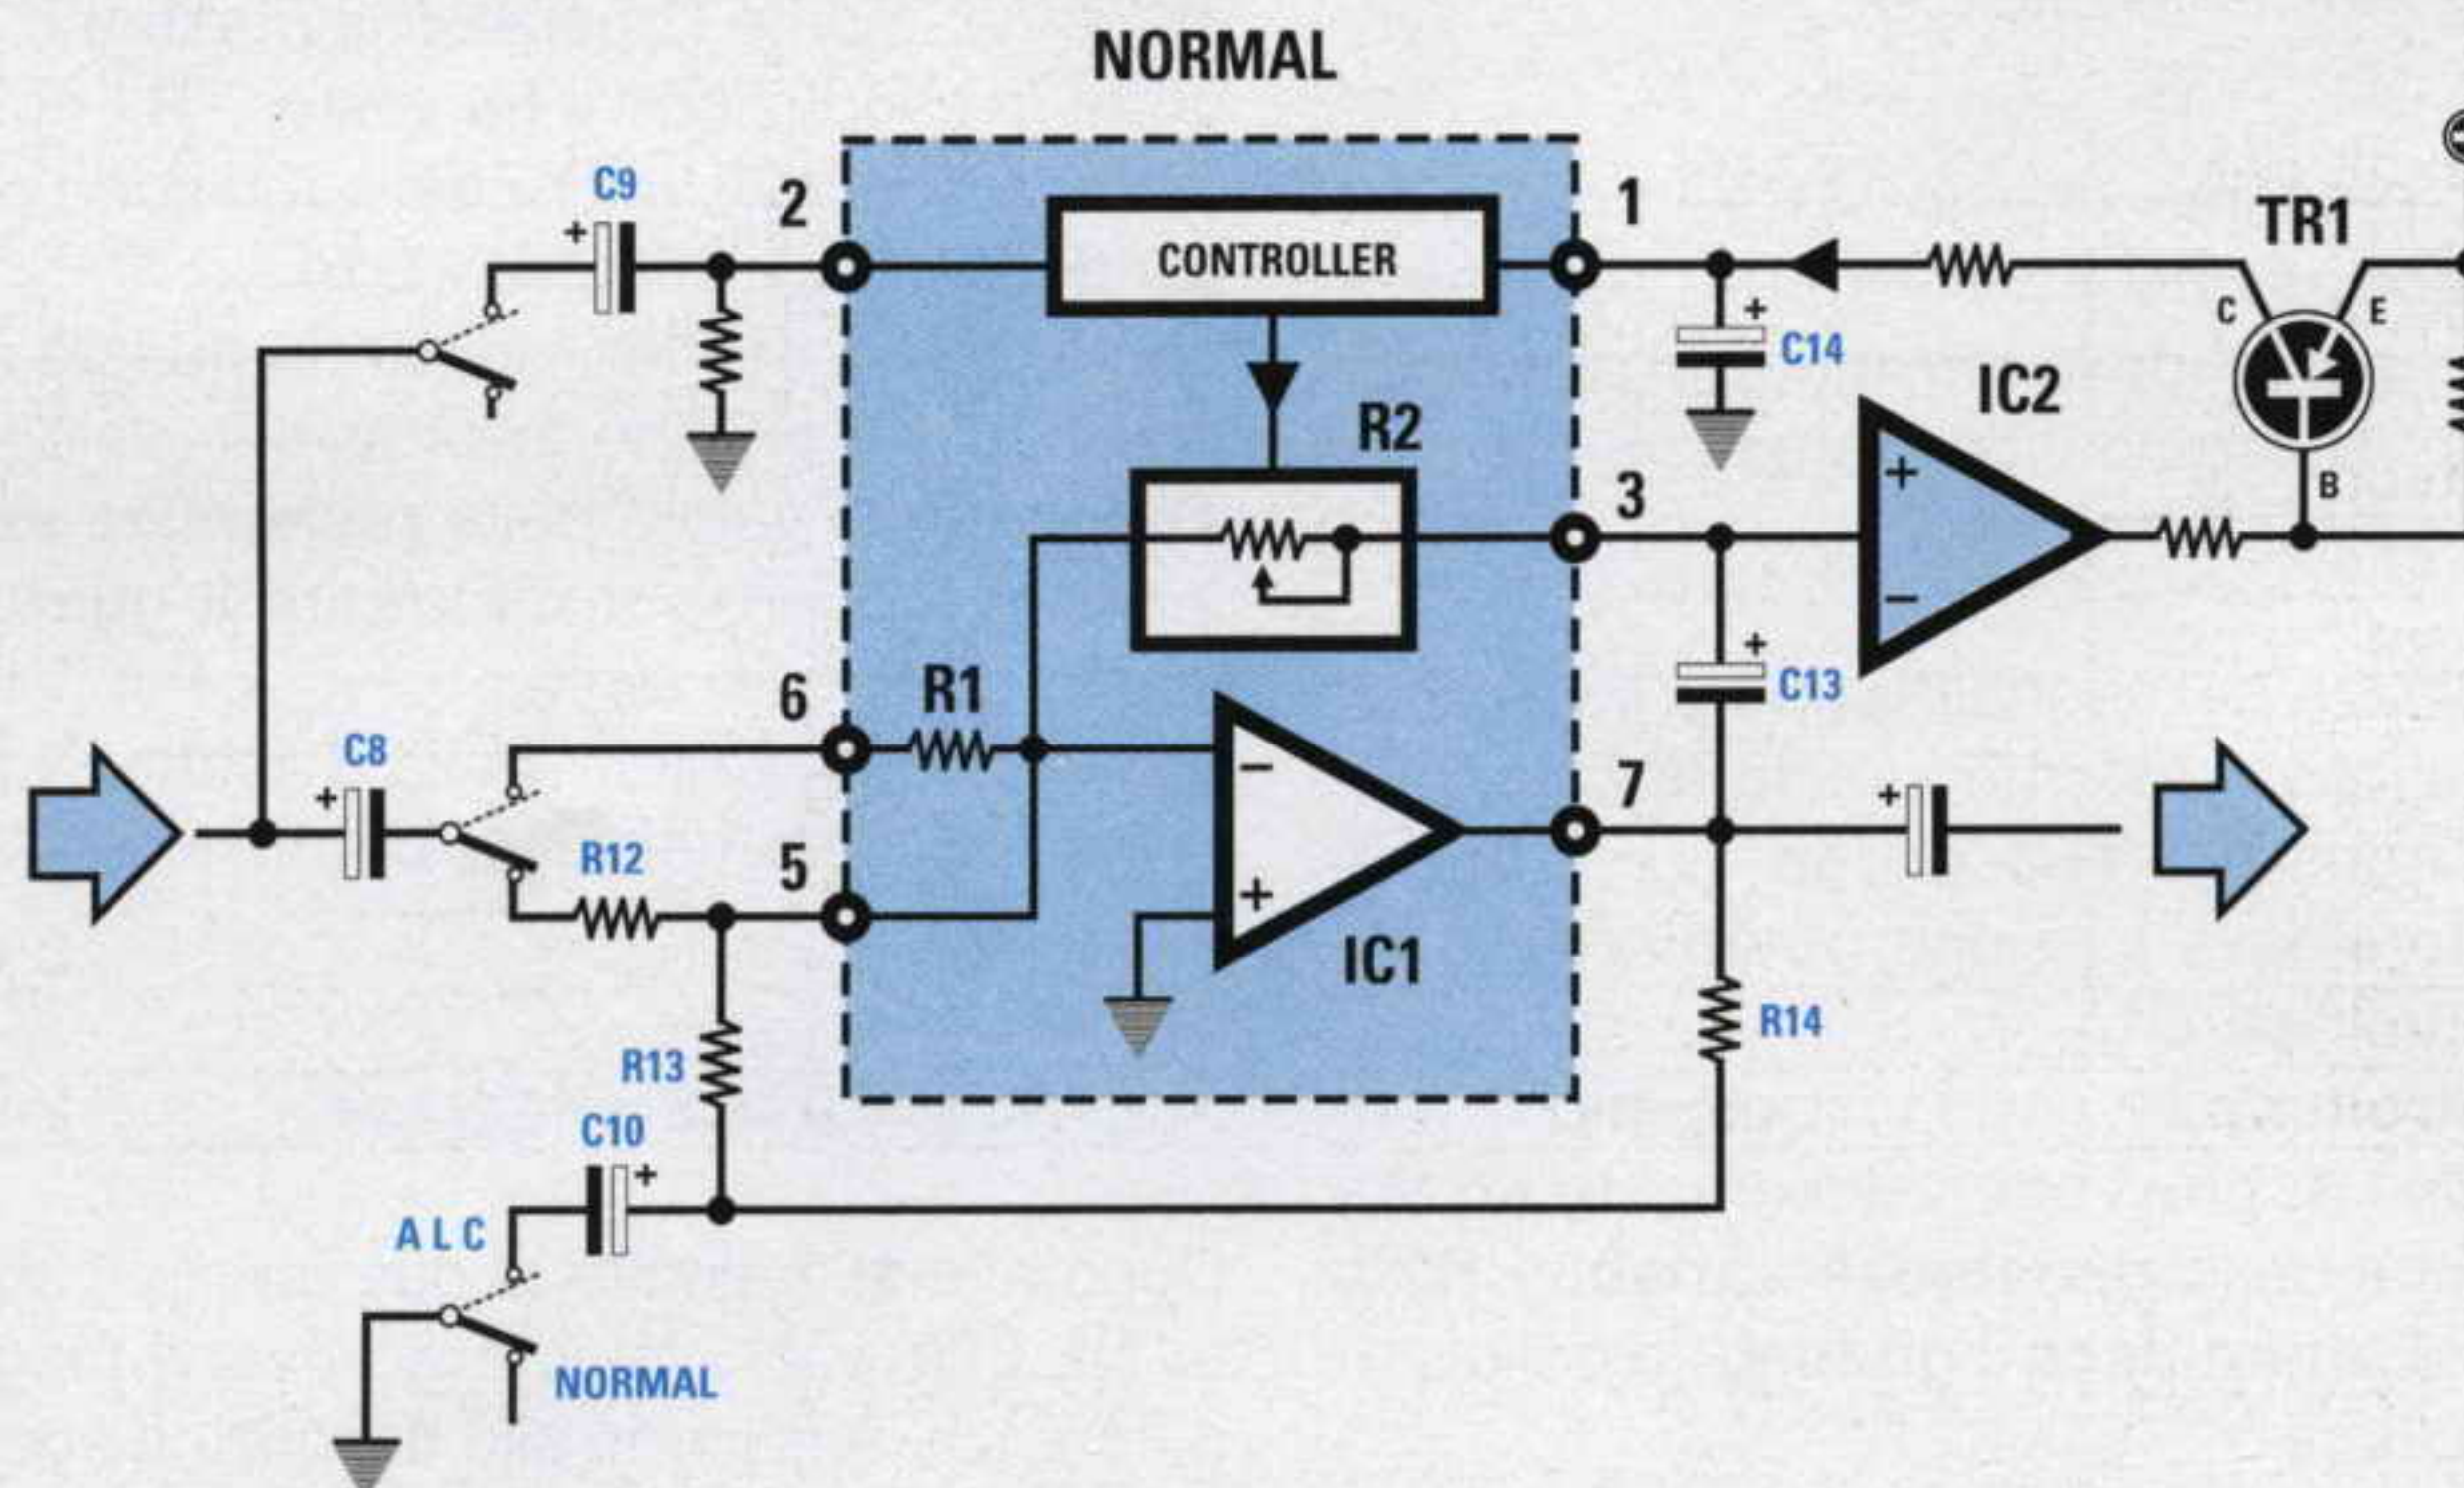 NORMAL
C9
+
2
CONTROLLER
1
TR1
C
E
+
C14
IC2
R2
B
3
+
−
+
C13
6
R1
C8
+
R12
5
−
+
IC1
7
+
R13
R14
C10
+
A L C
NORMAL